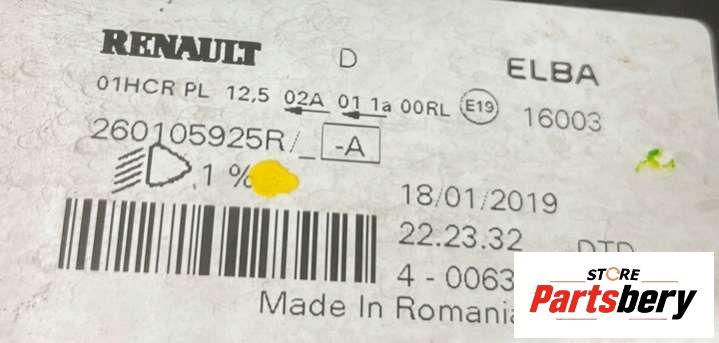 RENAULT D ELBA
01HCR PL 12,5 02A 01 1a 00RL E19 16003
260105925R/_ -A
1 %
18/01/2019
22.23.32
4 - 0063
Made In Romania
STORE
Partsbery